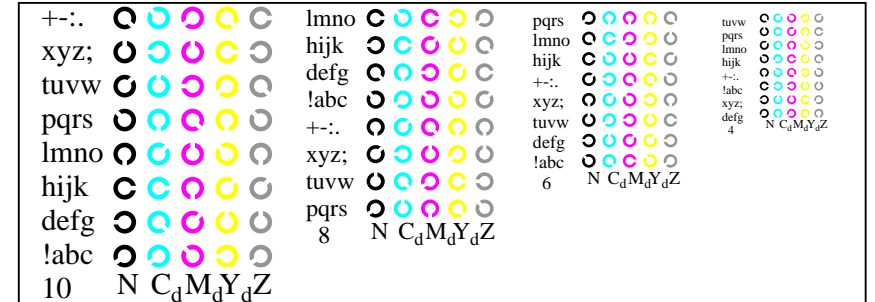 +-:.
xyz;
tuvw
pqrs
lmno
hijk
defg
!abc
10 N CdMdYdZ
lmno
hijk
defg
!abc
+-:.
xyz;
tuvw
pqrs
8 N CdMdYdZ
pqrs
lmno
hijk
+-:.
xyz;
tuvw
defg
!abc
6 N CdMdYdZ
tuvw
pqrs
lmno
hijk
+-:.
!abc
xyz;
defg
4 N CdMdYdZ